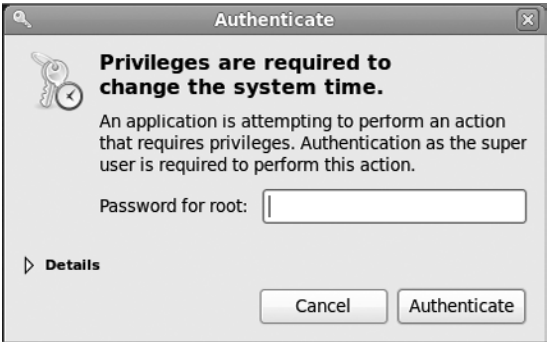 Authenticate
Privileges are required to
change the system time.
An application is attempting to perform an action
that requires privileges. Authentication as the super
user is required to perform this action.
Password for root:
Details
Cancel
Authenticate